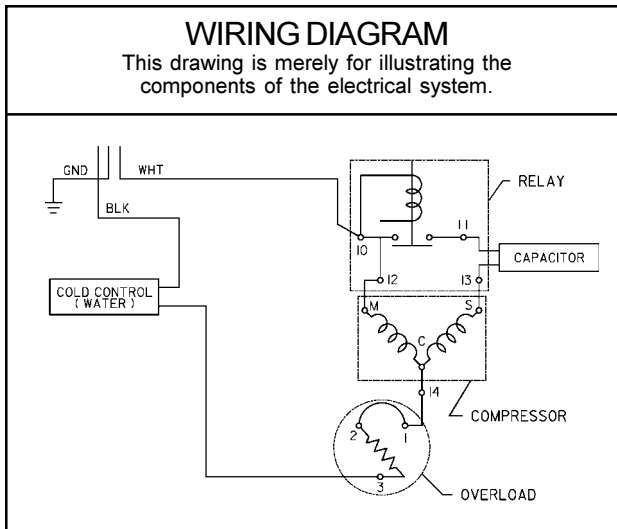 WIRING DIAGRAM
This drawing is merely for illustrating the
components of the electrical system.
GND
WHT
BLK
RELAY
10
11
12
13
CAPACITOR
COLD CONTROL
(WATER)
M
S
C
14
COMPRESSOR
2
1
3
OVERLOAD